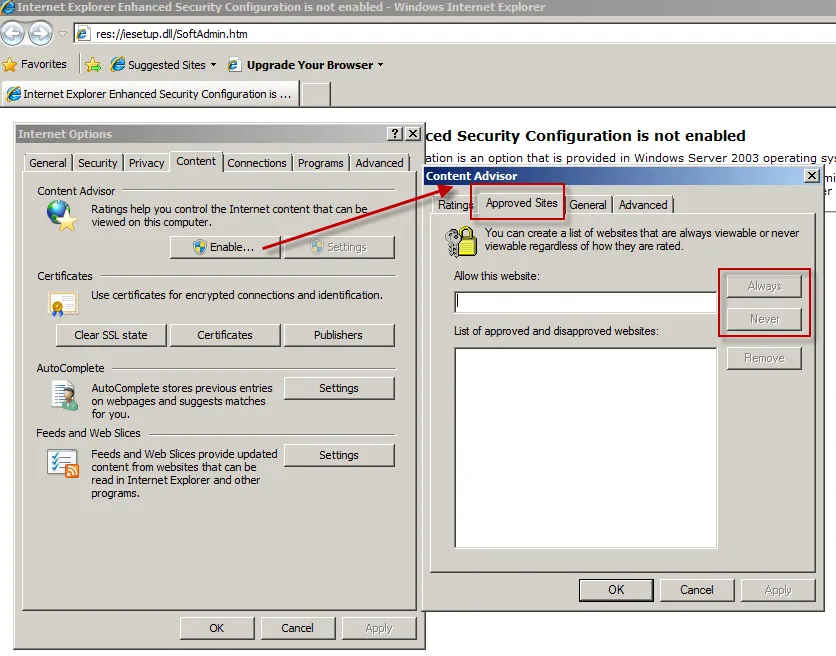 Internet Explorer Enhanced Security Configuration is not enabled - Windows Internet Explorer
res://iesetup.dll/SoftAdmin.htm
Favorites
Suggested Sites
Upgrade Your Browser
Internet Explorer Enhanced Security Configuration is ...
ced Security Configuration is not enabled
ation is an option that is provided in Windows Server 2003 operating sys
mi
er
Internet Options
? X
General
Security
Privacy
Content
Connections
Programs
Advanced
Content Advisor
Ratings help you control the Internet content that can be
viewed on this computer.
Enable...
Settings
Certificates
Use certificates for encrypted connections and identification.
Clear SSL state
Certificates
Publishers
AutoComplete
AutoComplete stores previous entries
on webpages and suggests matches
for you.
Settings
Feeds and Web Slices
Feeds and Web Slices provide updated
content from websites that can be
read in Internet Explorer and other
programs.
Settings
OK
Cancel
Apply
Content Advisor
X
Ratings
Approved Sites
General
Advanced
You can create a list of websites that are always viewable or never
viewable regardless of how they are rated.
Allow this website:
Always
Never
List of approved and disapproved websites:
Remove
OK
Cancel
Apply